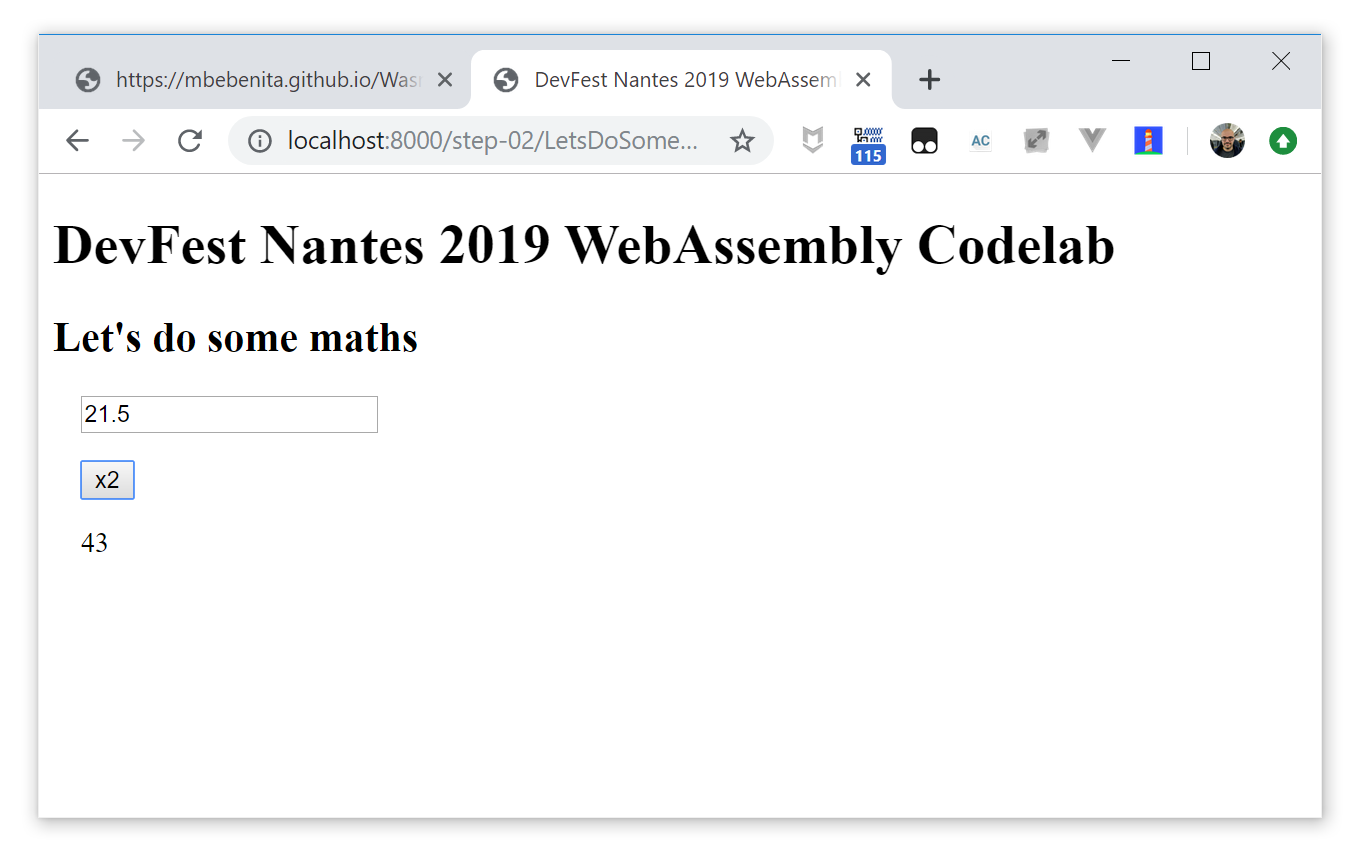 https://mbebenita.github.io/Was
DevFest Nantes 2019 WebAssem
localhost:8000/step-02/LetsDoSome...
115
AC
DevFest Nantes 2019 WebAssembly Codelab
Let's do some maths
21.5
x2
43